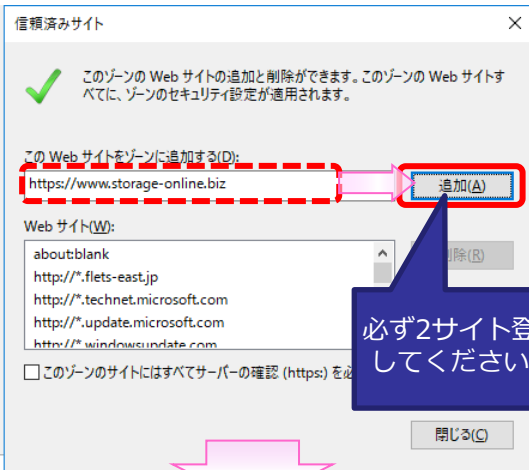 信頼済みサイト
このゾーンの Web サイトの追加と削除ができます。このゾーンの Web サイトす
べてに、ゾーンのセキュリティ設定が適用されます。
この Web サイトをゾーンに追加する(D):
https://www.storage-online.biz
追加(A)
Web サイト(W):
about:blank
http://*.flets-east.jp
http://*.technet.microsoft.com
http://*.update.microsoft.com
http://*.windowsupdate.com
削除(R)
必ず2サイト登
してください
このゾーンのサイトにはすべてサーバーの確認 (https:) を必
閉じる(C)